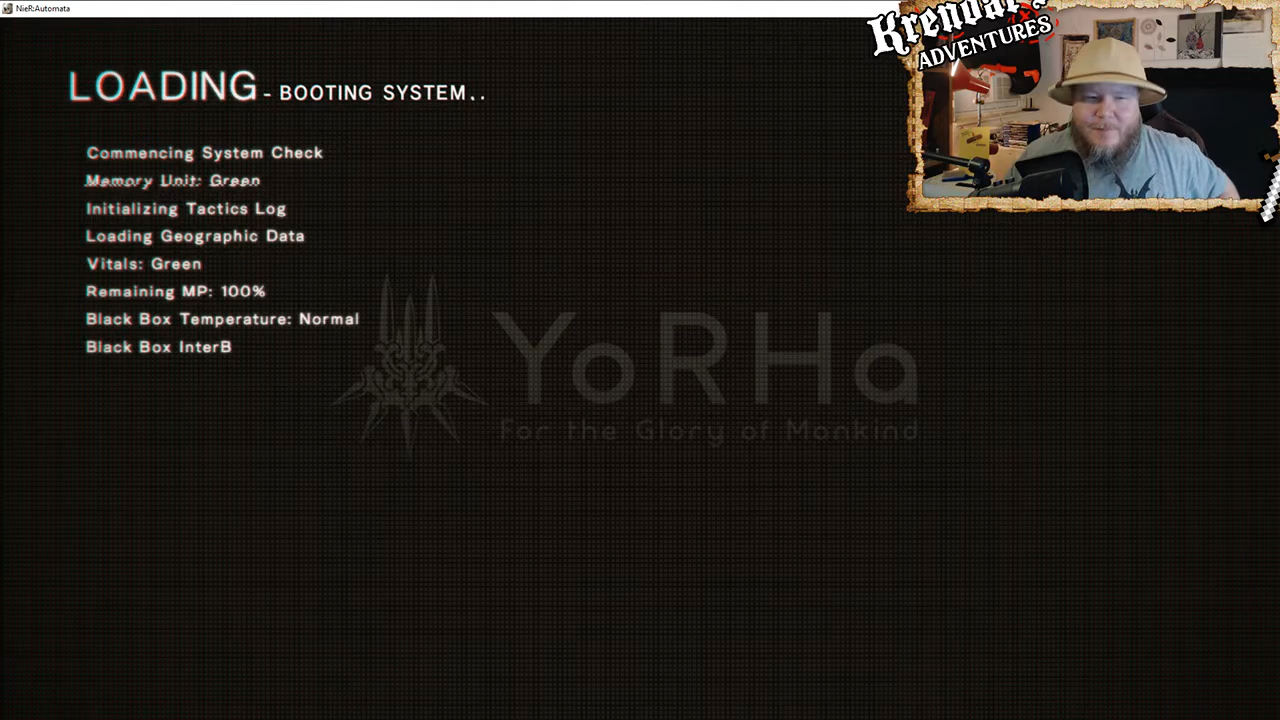 NieR:Automata
ADVENTURES
LOADING - BOOTING SYSTEM..
Commencing System Check
Memory Unit: Green
Initializing Tactics Log
Loading Geographic Data
Vitals: Green
Remaining MP: 100%
Black Box Temperature: Normal
Black Box InterB
YoRHa
For the Glory of Mankind